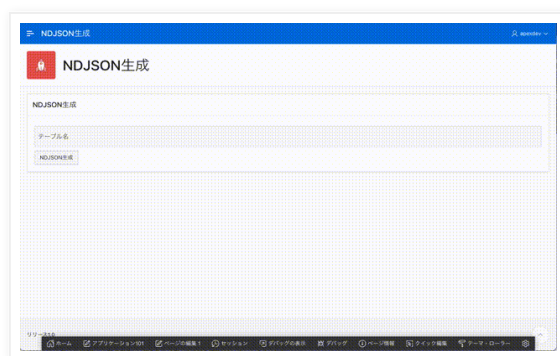 NDJSON生成
apexdev
NDJSON生成
NDJSON生成
テーブル名
NDJSON生成
リリース1.0
ホーム アプリケーション101 ページの編集 1 セッション デバッグの表示 デバッグ ページ情報 クイック編集 テーマ・ローラー